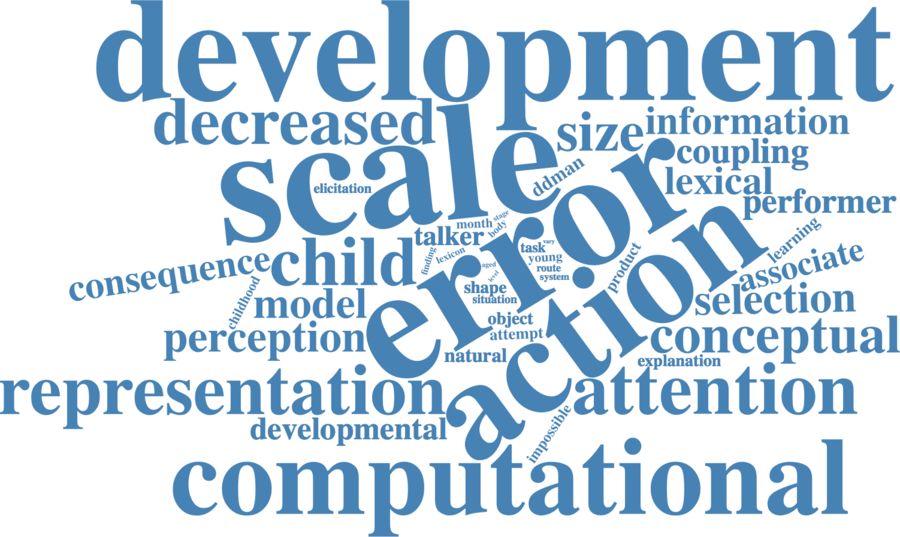 development
decreased
size
information
scale
coupling
elicitation
ddman
lexical
performer
month
stage
body
talker
error
vary
task
learning
child
finding
lexicon
young
action
associate
consequence
aged
route
product
level
system
childhood
model
shape
situation
selection
object
perception
attempt
conceptual
natural
explanation
representation
attention
developmental
impossible
computational